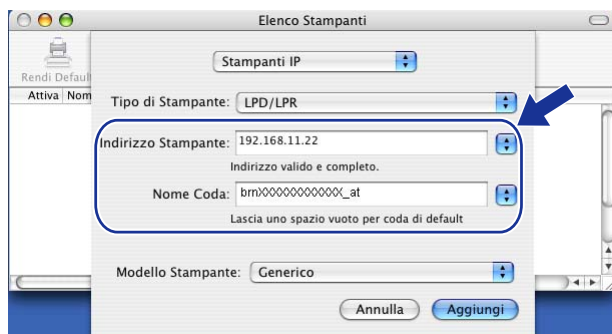 Elenco Stampanti
Stampanti IP
Rendi Default
Attiva Nom
Tipo di Stampante: LPD/LPR
Indirizzo Stampante: 192.168.11.22
Indirizzo valido e completo.
Nome Coda: brnXXXXXXXXXXXX_at
Lascia uno spazio vuoto per coda di default
Modello Stampante: Generico
Annulla Aggiungi